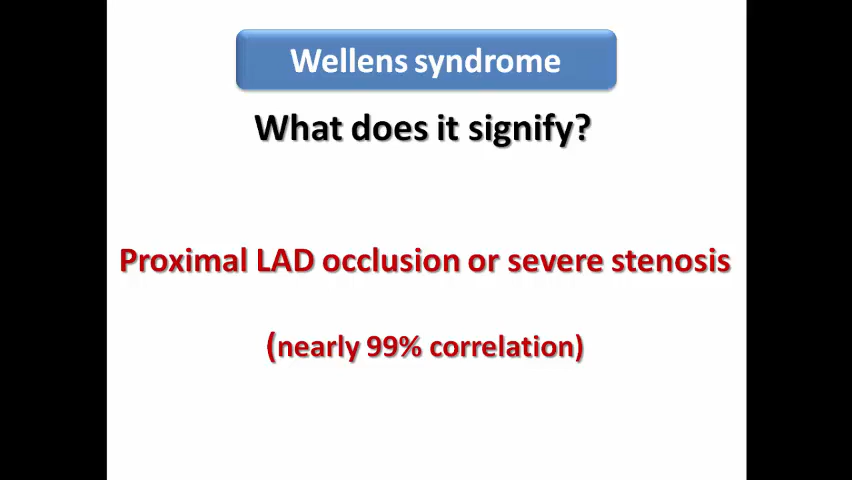 Wellens syndrome
What does it signify?
Proximal LAD occlusion or severe stenosis
(nearly 99% correlation)